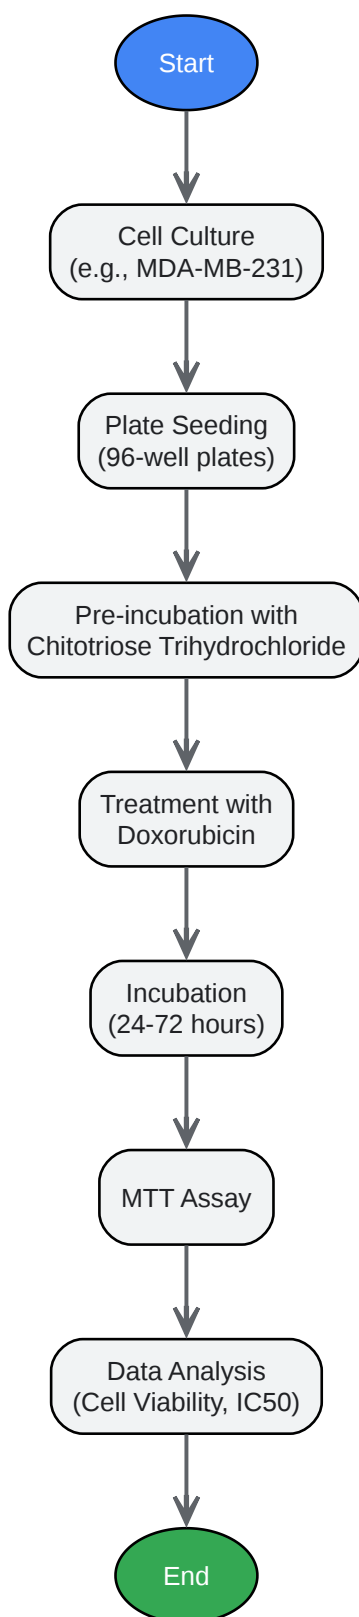 Start
Cell Culture
(e.g., MDA-MB-231)
Plate Seeding
(96-well plates)
Pre-incubation with
Chitotriose Trihydrochloride
Treatment with
Doxorubicin
Incubation
(24-72 hours)
MTT Assay
Data Analysis
(Cell Viability, IC50)
End